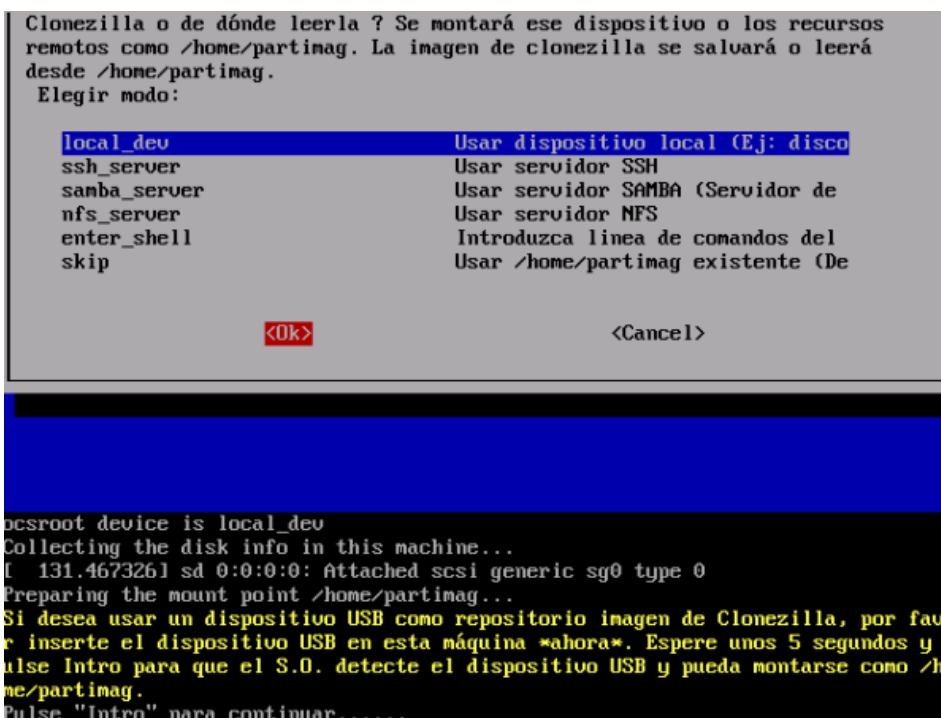 Clonezilla o de dónde leerla ? Se montará ese dispositivo o los recursos
remotos como /home/partimag. La imagen de clonezilla se salvará o leerá
desde /home/partimag.
Elegir modo:
local_dev Usar dispositivo local (Ej: disco
ssh_server Usar servidor SSH
samba_server Usar servidor SAMBA (Servidor de
nfs_server Usar servidor NFS
enter_shell Introduzca linea de comandos del
skip Usar /home/partimag existente (De
<Ok> <Cancel>
ocsroot device is local_dev
Collecting the disk info in this machine...
[ 131.467326] sd 0:0:0:0: Attached scsi generic sg0 type 0
Preparing the mount point /home/partimag...
Si desea usar un dispositivo USB como repositorio imagen de Clonezilla, por fav
r inserte el dispositivo USB en esta máquina *ahora*. Espere unos 5 segundos y
ulse Intro para que el S.O. detecte el dispositivo USB y pueda montarse como /h
me/partimag.
Pulse "Intro" para continuar......